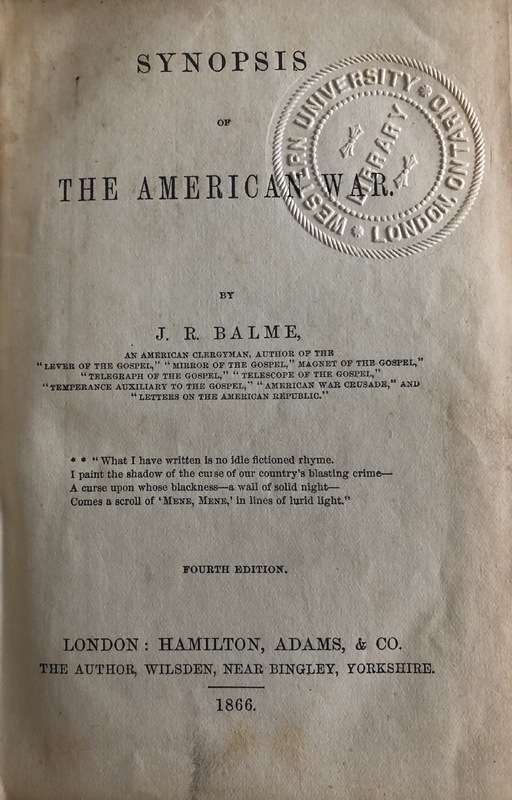 SYNOPSIS
OF
THE AMERICAN WAR.
WESTERN UNIVERSITY * LONDON, ONTARIO *
LIBRARY
BY
J. R. BALME,
AN AMERICAN CLERGYMAN, AUTHOR OF THE
"LEVER OF THE GOSPEL," "MIRROR OF THE GOSPEL," MAGNET OF THE GOSPEL,"
"TELEGRAPH OF THE GOSPEL," "TELESCOPE OF THE GOSPEL,"
"TEMPERANCE AUXILIARY TO THE GOSPEL," "AMERICAN WAR CRUSADE," AND
"LETTERS ON THE AMERICAN REPUBLIC."
* * "What I have written is no idle fictioned rhyme.
I paint the shadow of the curse of our country's blasting crime—
A curse upon whose blackness—a wall of solid night—
Comes a scroll of 'MENE, MENE,' in lines of lurid light."
FOURTH EDITION.
LONDON: HAMILTON, ADAMS, & CO.
THE AUTHOR, WILSDEN, NEAR BINGLEY, YORKSHIRE.
1866.